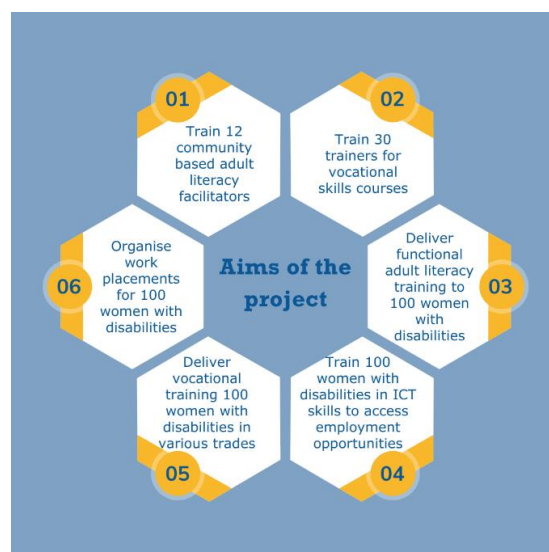 Aims of the
project
01
Train 12
community
based adult
literacy
facilitators
02
Train 30
trainers for
vocational
skills courses
03
Deliver
functional
adult literacy
training to
100 women
with
disabilities
04
Train 100
women with
disabilities in ICT
skills to access
employment
opportunities
05
Deliver
vocational
training 100
women with
disabilities in
various trades
06
Organise
work
placements
for 100
women with
disabilities